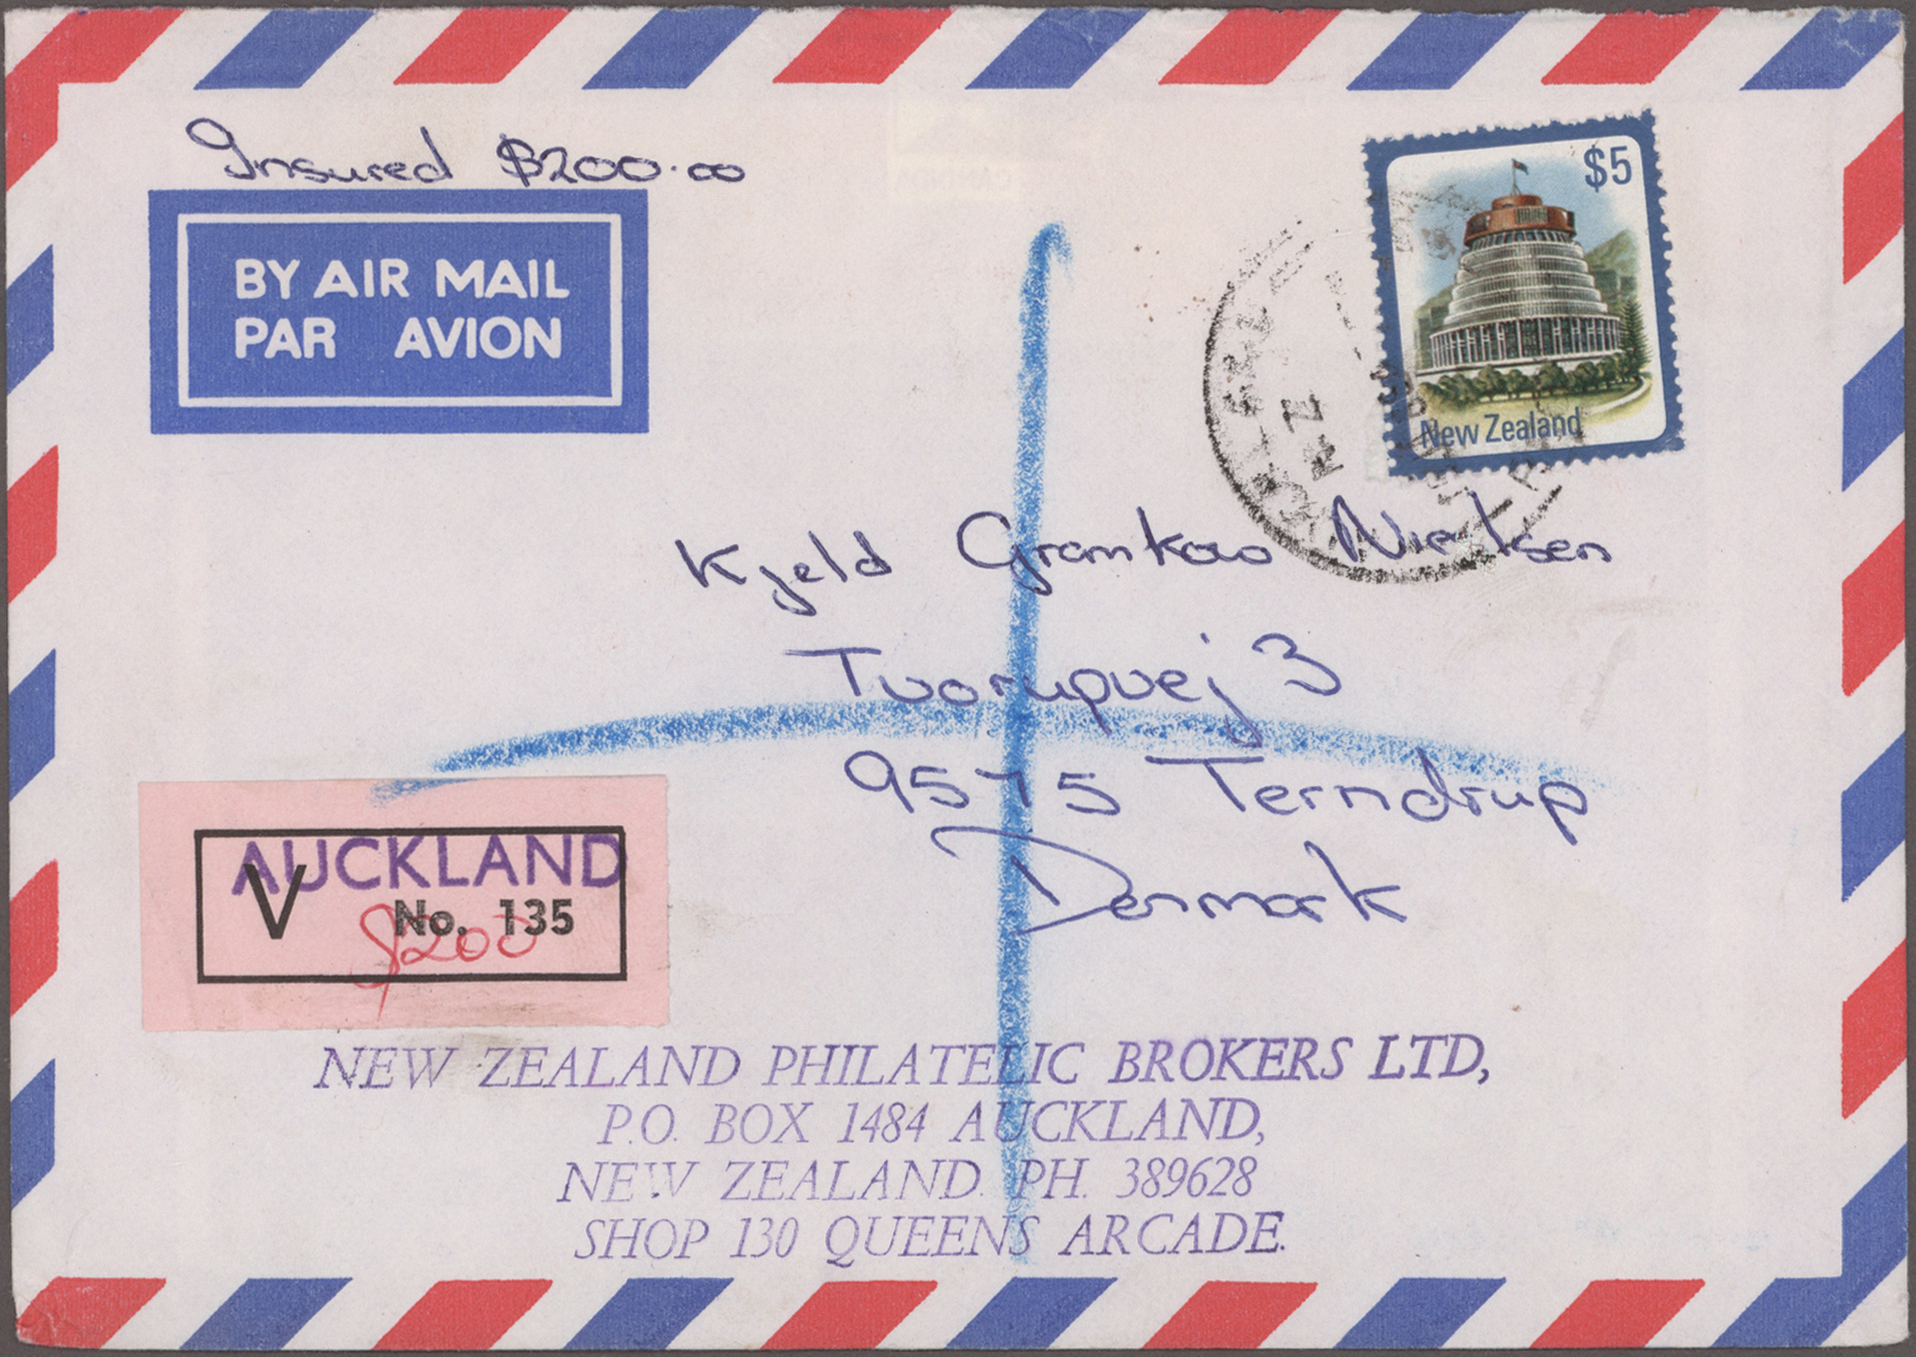 Insured $200.00
BY AIR MAIL
PAR AVION
$5
New Zealand
Kjeld Gramkow Nielsen
Tvorupvej 3
9575 Terndrup
Denmark
AUCKLAND
V No. 135
$200
NEW ZEALAND PHILATELIC BROKERS LTD,
P.O. BOX 1484 AUCKLAND,
NEW ZEALAND. PH. 389628
SHOP 130 QUEENS ARCADE.